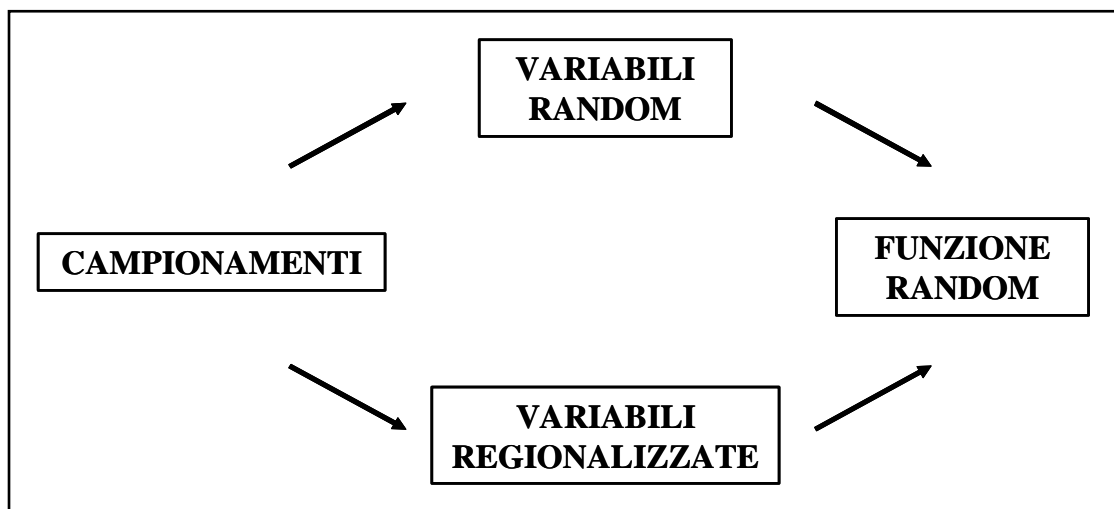 VARIABILI
RANDOM
CAMPIONAMENTI
FUNZIONE
RANDOM
VARIABILI
REGIONALIZZATE